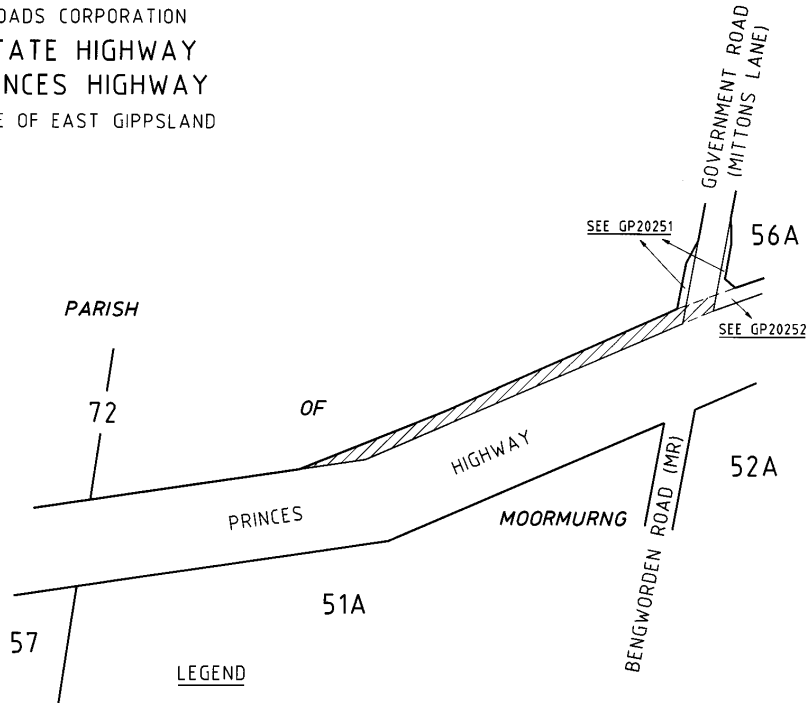 OADS CORPORATION
TATE HIGHWAY
NCES HIGHWAY
E OF EAST GIPPSLAND
GOVERNMENT ROAD
(MITTONS LANE)
SEE GP20251
56A
PARISH
SEE GP20252
72
OF
HIGHWAY
52A
PRINCES
MOORMURNG
BENGWORDEN ROAD (MR)
51A
57
LEGEND